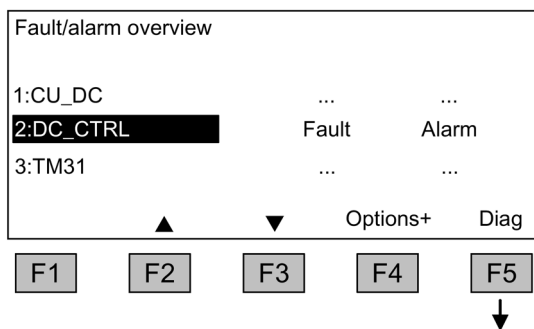 Fault/alarm overview
1:CU_DC ... ...
2:DC_CTRL Fault Alarm
3:TM31 ... ...
▲ ▼ Options+ Diag
F1 F2 F3 F4 F5